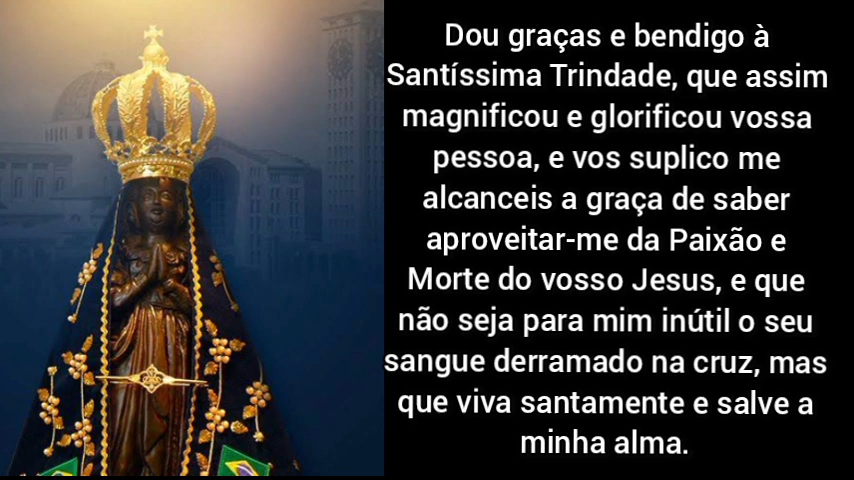 Dou graças e bendigo à
Santíssima Trindade, que assim
magnificou e glorificou vossa
pessoa, e vos suplico me
alcanceis a graça de saber
aproveitar-me da Paixão e
Morte do vosso Jesus, e que
não seja para mim inútil o seu
sangue derramado na cruz, mas
que viva santamente e salve a
minha alma.